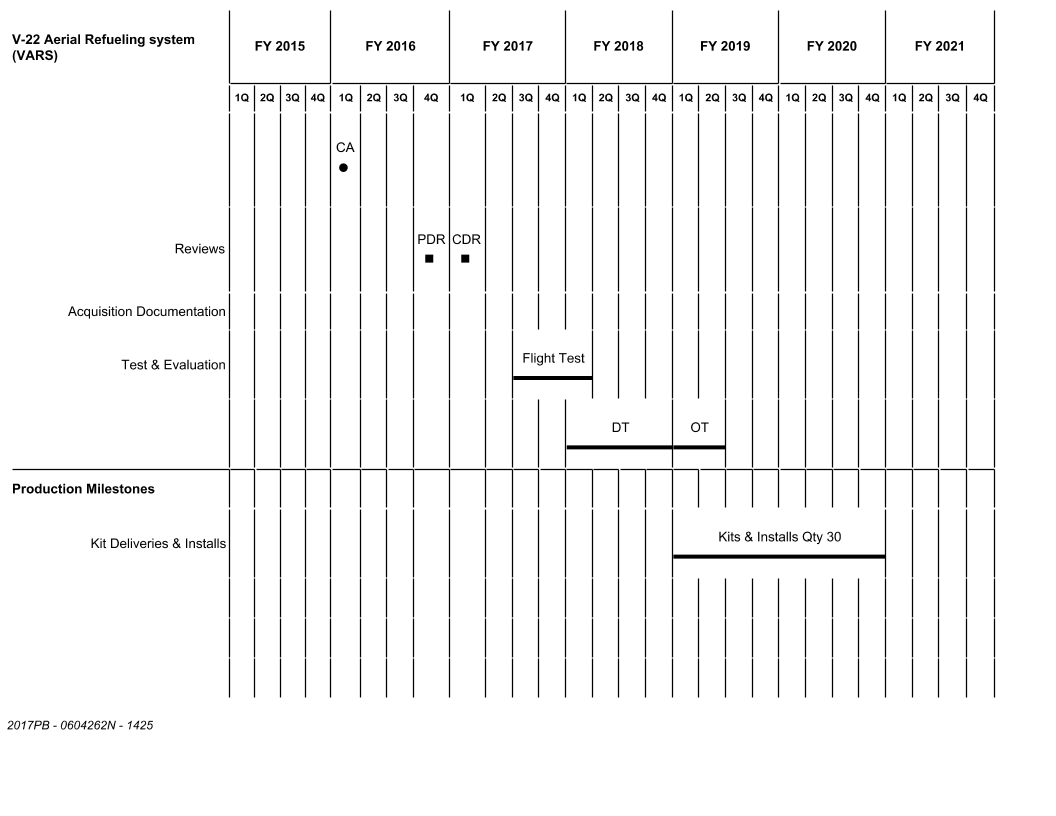 V-22 Aerial Refueling system
(VARS)
FY 2015 FY 2016 FY 2017 FY 2018 FY 2019 FY 2020 FY 2021
1Q 2Q 3Q 4Q 1Q 2Q 3Q 4Q 1Q 2Q 3Q 4Q 1Q 2Q 3Q 4Q 1Q 2Q 3Q 4Q 1Q 2Q 3Q 4Q 1Q 2Q 3Q 4Q
CA
PDR CDR
Reviews
Acquisition Documentation
Flight Test
Test & Evaluation
DT OT
Production Milestones
Kits & Installs Qty 30
Kit Deliveries & Installs
2017PB - 0604262N - 1425